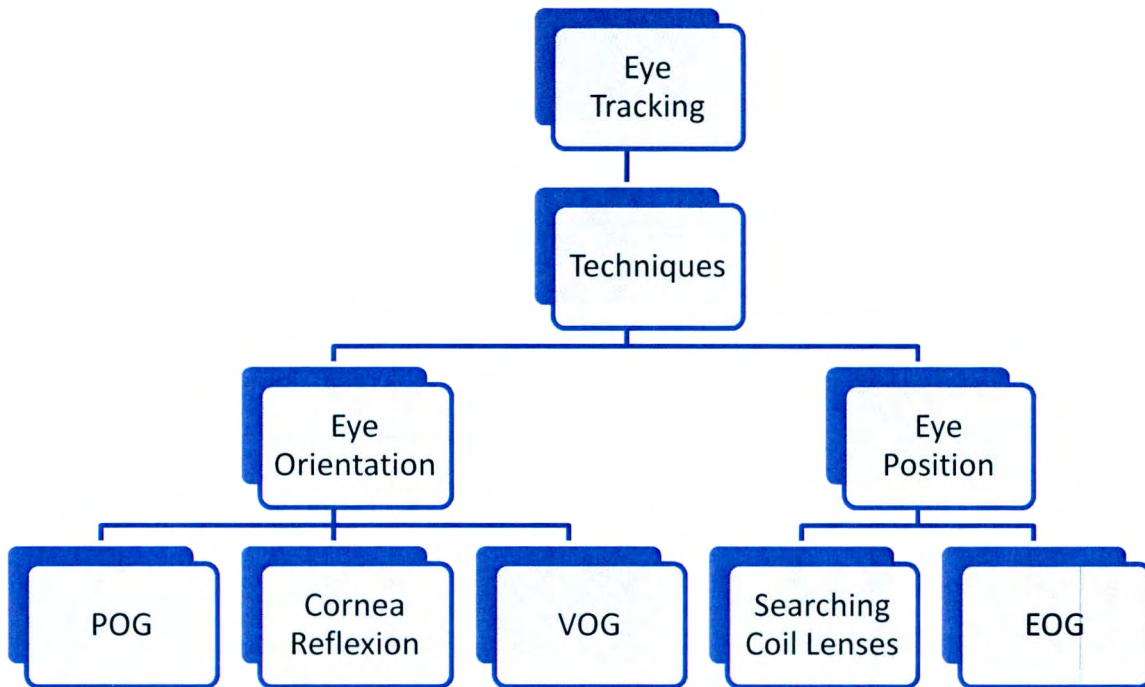 Eye
Tracking
Techniques
Eye
Orientation
Eye
Position
POG
Cornea
Reflexion
VOG
Searching
Coil Lenses
EOG